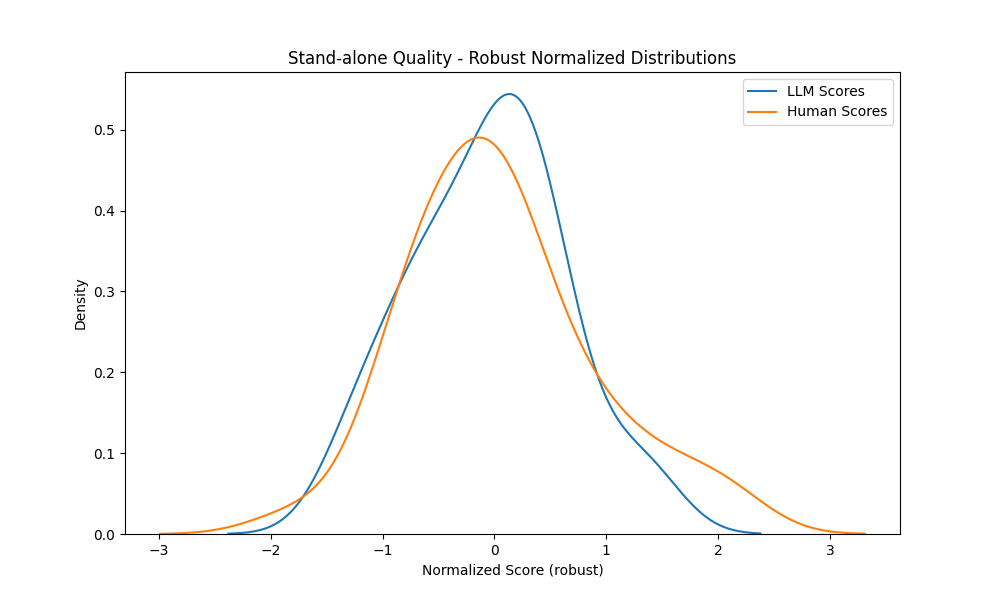 Stand-alone Quality - Robust Normalized Distributions
LLM Scores
Human Scores
Density
0.5
0.4
0.3
0.2
0.1
0.0
−3
−2
−1
0
1
2
3
Normalized Score (robust)